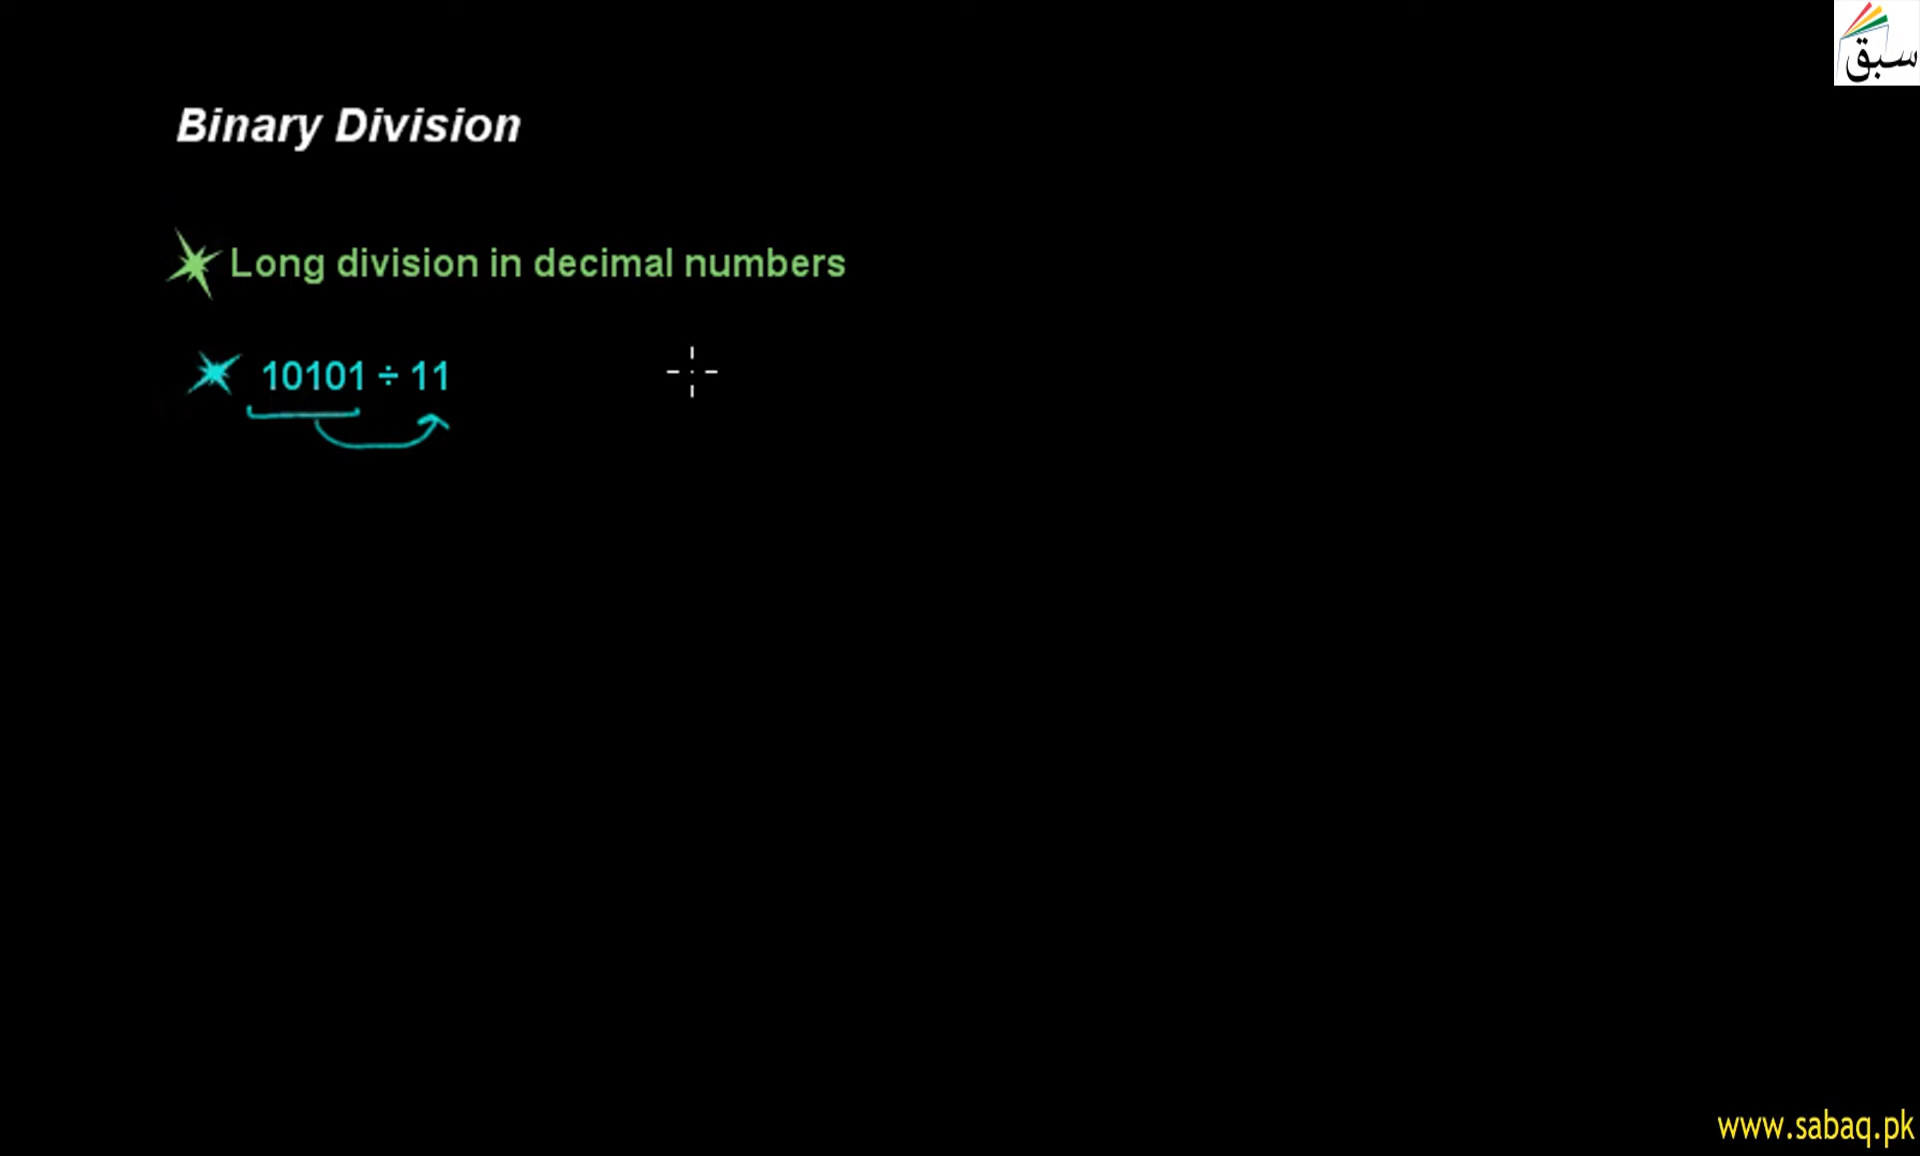 سبق
Binary Division
Long division in decimal numbers
10101 ÷ 11
www.sabaq.pk